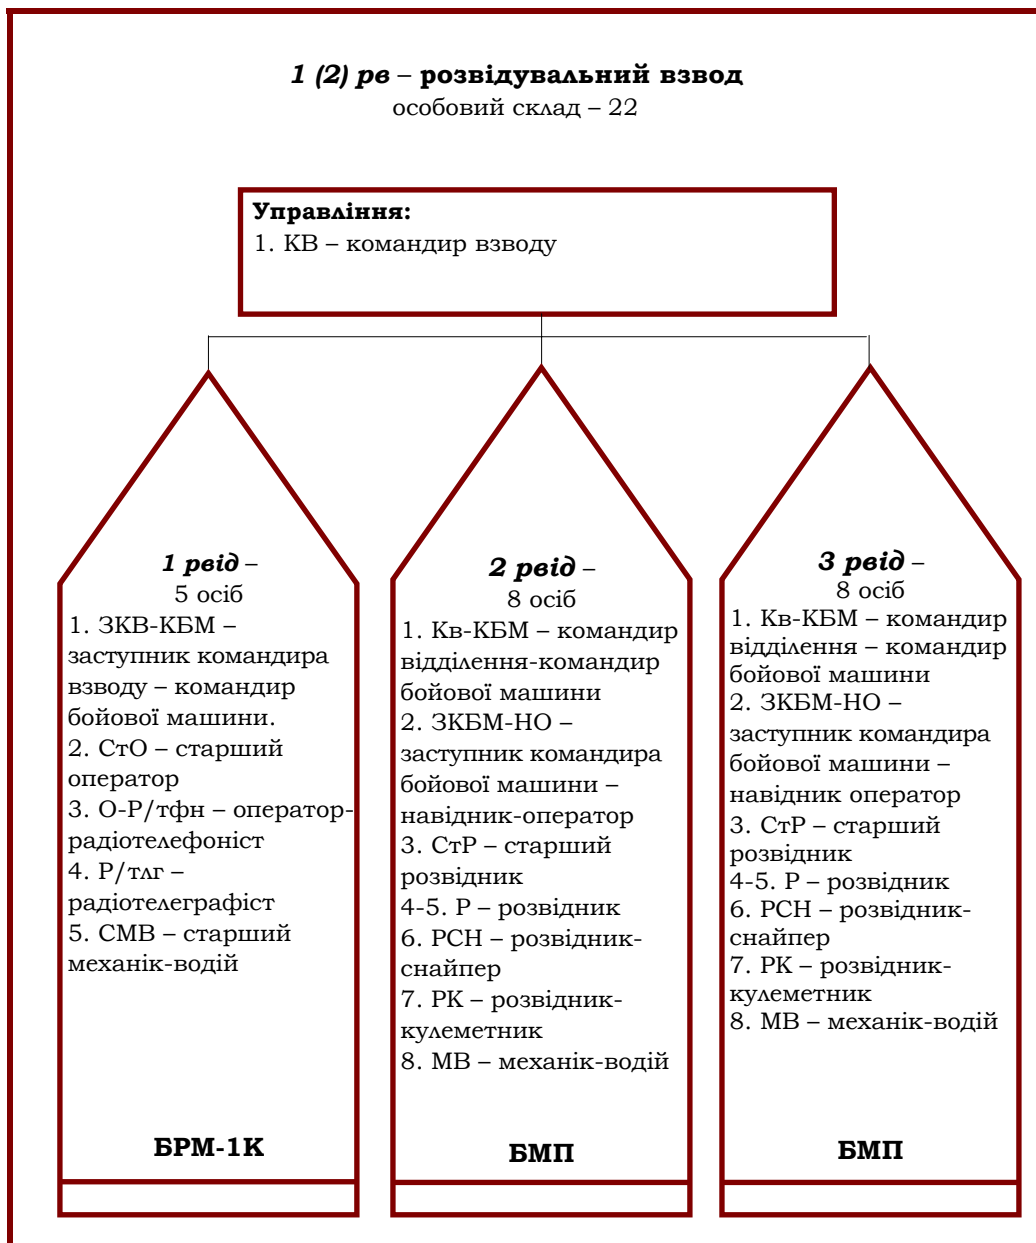 1 (2) рв – розвідувальний взвод
особовий склад – 22
Управління:
1. КВ – командир взводу
1 рвід –
5 осіб
1. ЗКВ-КБМ –
заступник командира
взводу – командир
бойової машини.
2. СтО – старший
оператор
3. О-Р/тфн – оператор-
радіотелефоніст
4. Р/тлг –
радіотелеграфіст
5. СМВ – старший
механік-водій
БРМ-1К
2 рвід –
8 осіб
1. Кв-КБМ – командир
відділення-командир
бойової машини
2. ЗКБМ-НО –
заступник командира
бойової машини –
навідник-оператор
3. СтР – старший
розвідник
4-5. Р – розвідник
6. РСН – розвідник-
снайпер
7. РК – розвідник-
кулеметник
8. МВ – механік-водій
БМП
3 рвід –
8 осіб
1. Кв-КБМ – командир
відділення – командир
бойової машини
2. ЗКБМ-НО –
заступник командира
бойової машини –
навідник оператор
3. СтР – старший
розвідник
4-5. Р – розвідник
6. РСН – розвідник-
снайпер
7. РК – розвідник-
кулеметник
8. МВ – механік-водій
БМП